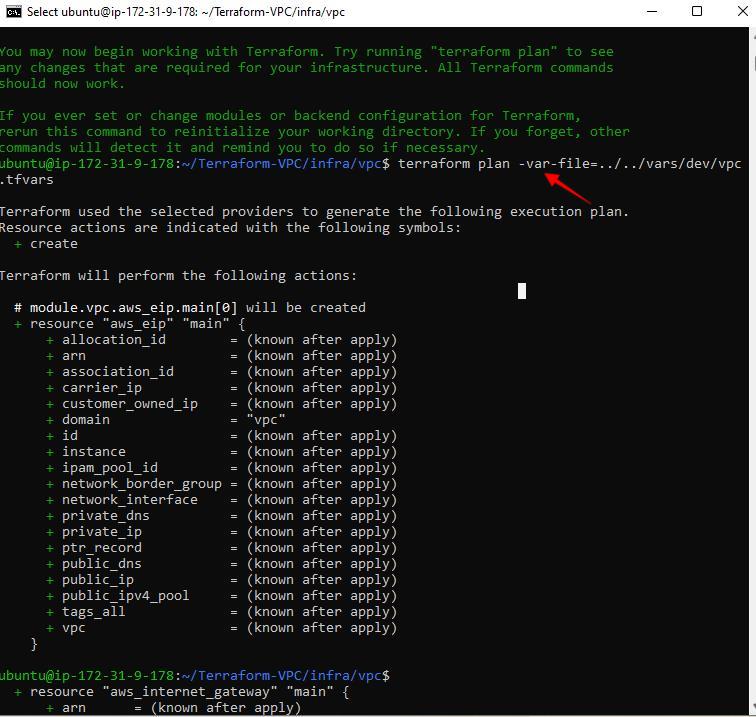 Select ubuntu@ip-172-31-9-178: ~/Terraform-VPC/infra/vpc
You may now begin working with Terraform. Try running "terraform plan" to see
any changes that are required for your infrastructure. All Terraform commands
should now work.
If you ever set or change modules or backend configuration for Terraform,
rerun this command to reinitialize your working directory. If you forget, other
commands will detect it and remind you to do so if necessary.
ubuntu@ip-172-31-9-178:~/Terraform-VPC/infra/vpc$ terraform plan -var-file=../../vars/dev/vpc
.tfvars
Terraform used the selected providers to generate the following execution plan.
Resource actions are indicated with the following symbols:
+ create
Terraform will perform the following actions:
# module.vpc.aws_eip.main[0] will be created
+ resource "aws_eip" "main" {
+ allocation_id = (known after apply)
+ arn = (known after apply)
+ association_id = (known after apply)
+ carrier_ip = (known after apply)
+ customer_owned_ip = (known after apply)
+ domain = "vpc"
+ id = (known after apply)
+ instance = (known after apply)
+ ipam_pool_id = (known after apply)
+ network_border_group = (known after apply)
+ network_interface = (known after apply)
+ private_dns = (known after apply)
+ private_ip = (known after apply)
+ ptr_record = (known after apply)
+ public_dns = (known after apply)
+ public_ip = (known after apply)
+ public_ipv4_pool = (known after apply)
+ tags_all = (known after apply)
+ vpc = (known after apply)
}
ubuntu@ip-172-31-9-178:~/Terraform-VPC/infra/vpc$
+ resource "aws_internet_gateway" "main" {
+ arn = (known after apply)